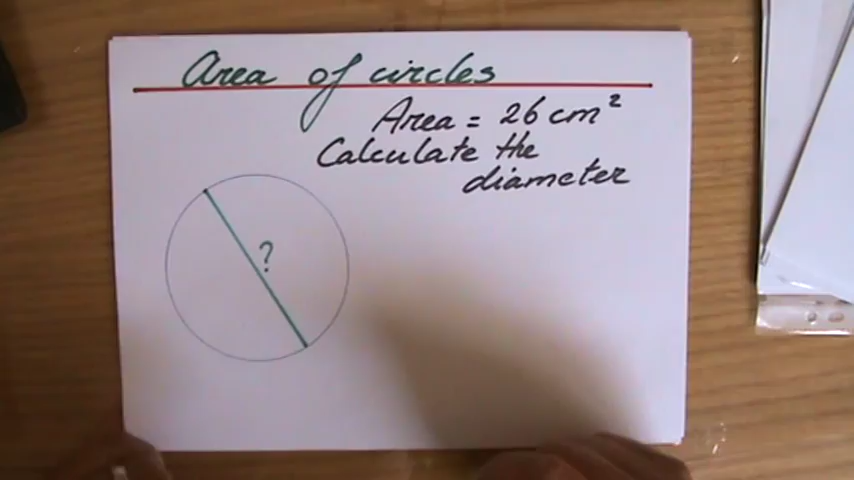 Area of circles
Area = 26 cm²
Calculate the
diameter
?